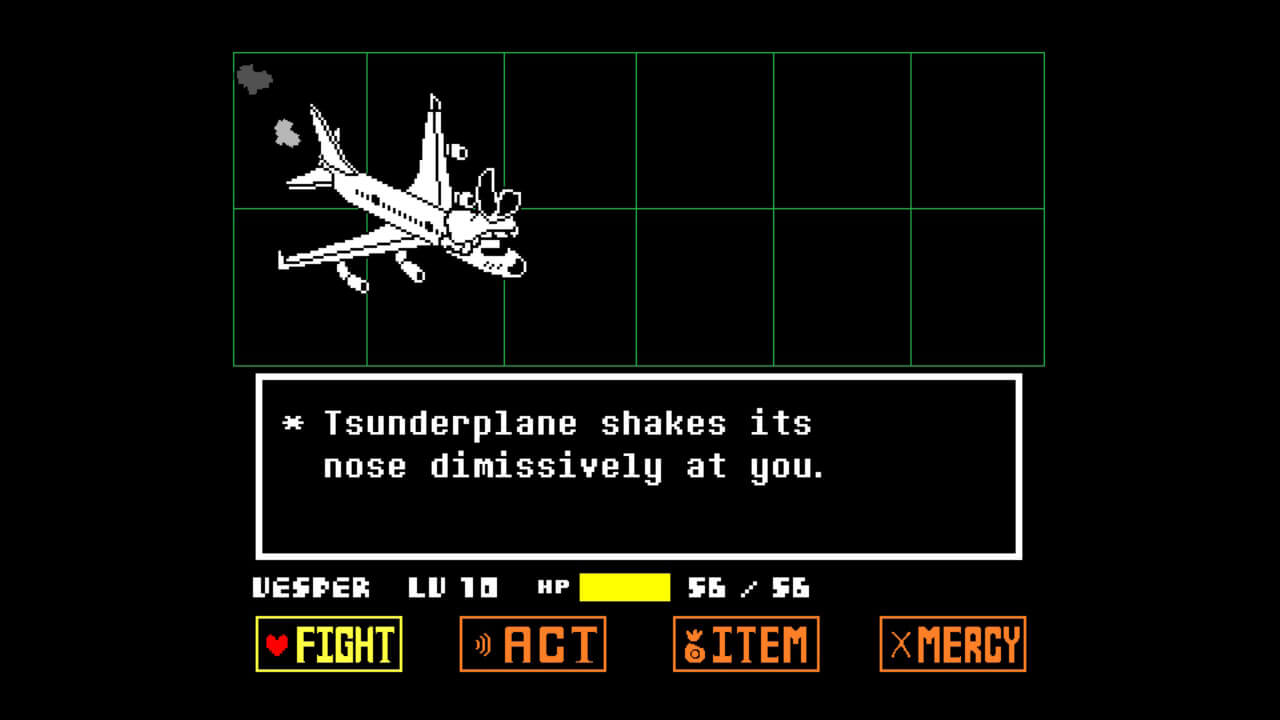 * Tsunderplane shakes its
nose dimissively at you.
VESPER LV 10 HP 56 / 56
FIGHT ACT ITEM MERCY